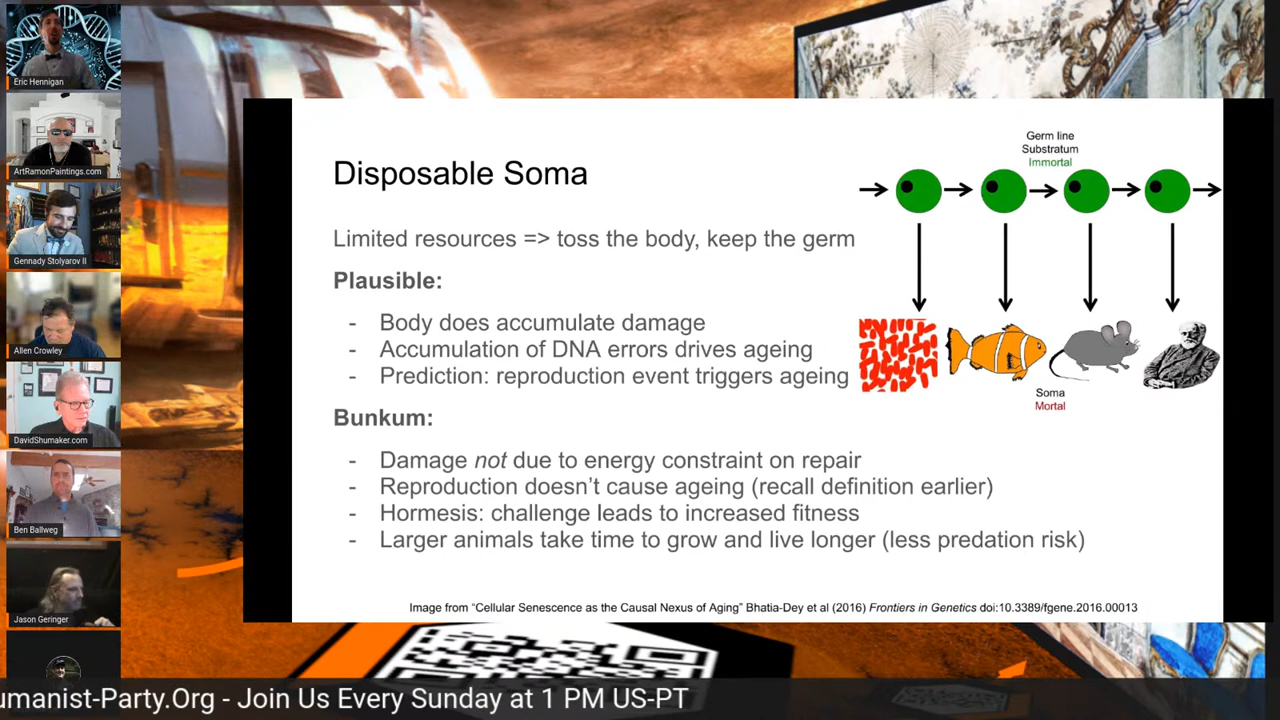 Eric Hennigan
ArtRamonPaintings.com
Gennady Stolyarov II
Allen Crowley
DavidShumaker.com
Ben Ballweg
Jason Geringer
Disposable Soma
Limited resources => toss the body, keep the germ
Plausible:
- Body does accumulate damage
- Accumulation of DNA errors drives ageing
- Prediction: reproduction event triggers ageing
Bunkum:
- Damage not due to energy constraint on repair
- Reproduction doesn't cause ageing (recall definition earlier)
- Hormesis: challenge leads to increased fitness
- Larger animals take time to grow and live longer (less predation risk)
Germ line
Substratum
Immortal
Soma
Mortal
Image from “Cellular Senescence as the Causal Nexus of Aging” Bhatia-Dey et al (2016) Frontiers in Genetics doi:10.3389/fgene.2016.00013
umanist-Party.Org - Join Us Every Sunday at 1 PM US-PT